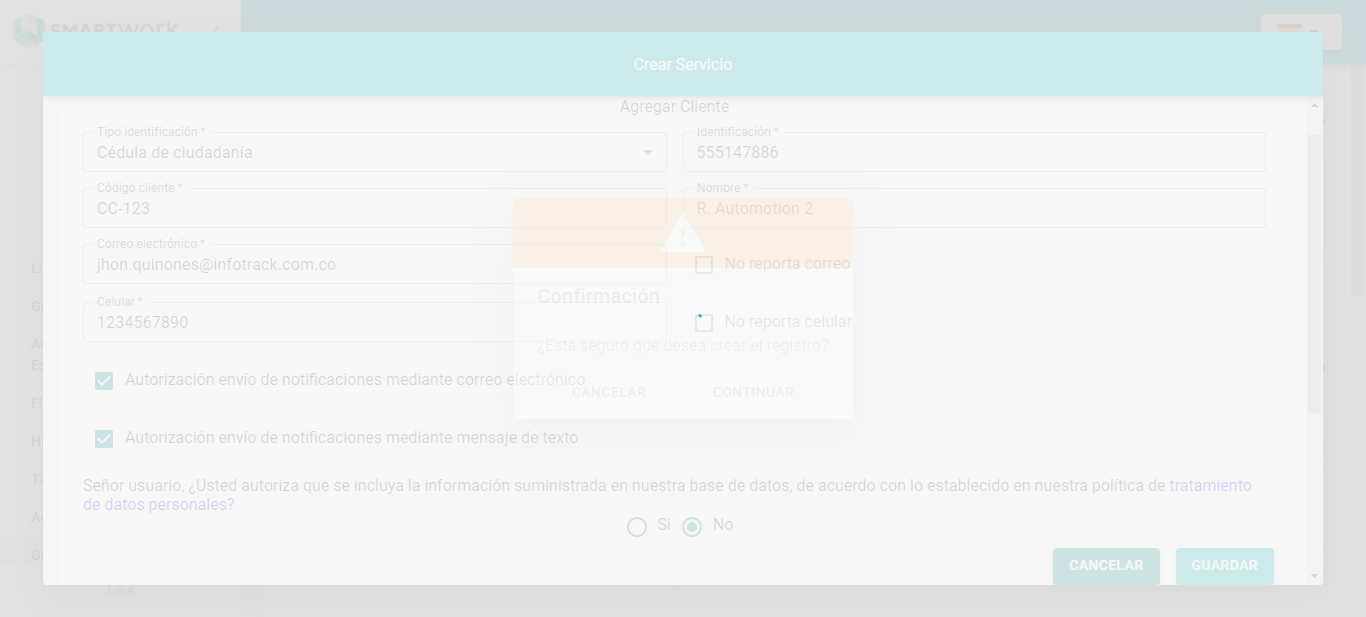 SMARTWORK
Crear Servicio
Agregar Cliente
Tipo identificación *
Identificación *
Cédula de ciudadanía
555147886
Código cliente *
Nombre *
CC-123
R. Automotion 2
Correo electrónico *
jhon.quinones@infotrack.com.co
No reporta correo
Confirmación
Celular *
1234567890
No reporta celular
¿Está seguro que desea crear el registro?
Autorización envío de notificaciones mediante correo electrónico
CANCELAR
CONTINUAR
Autorización envío de notificaciones mediante mensaje de texto
Señor usuario, ¿Usted autoriza que se incluya la información suministrada en nuestra base de datos, de acuerdo con lo establecido en nuestra política de tratamiento
de datos personales?
Si
No
CANCELAR
GUARDAR